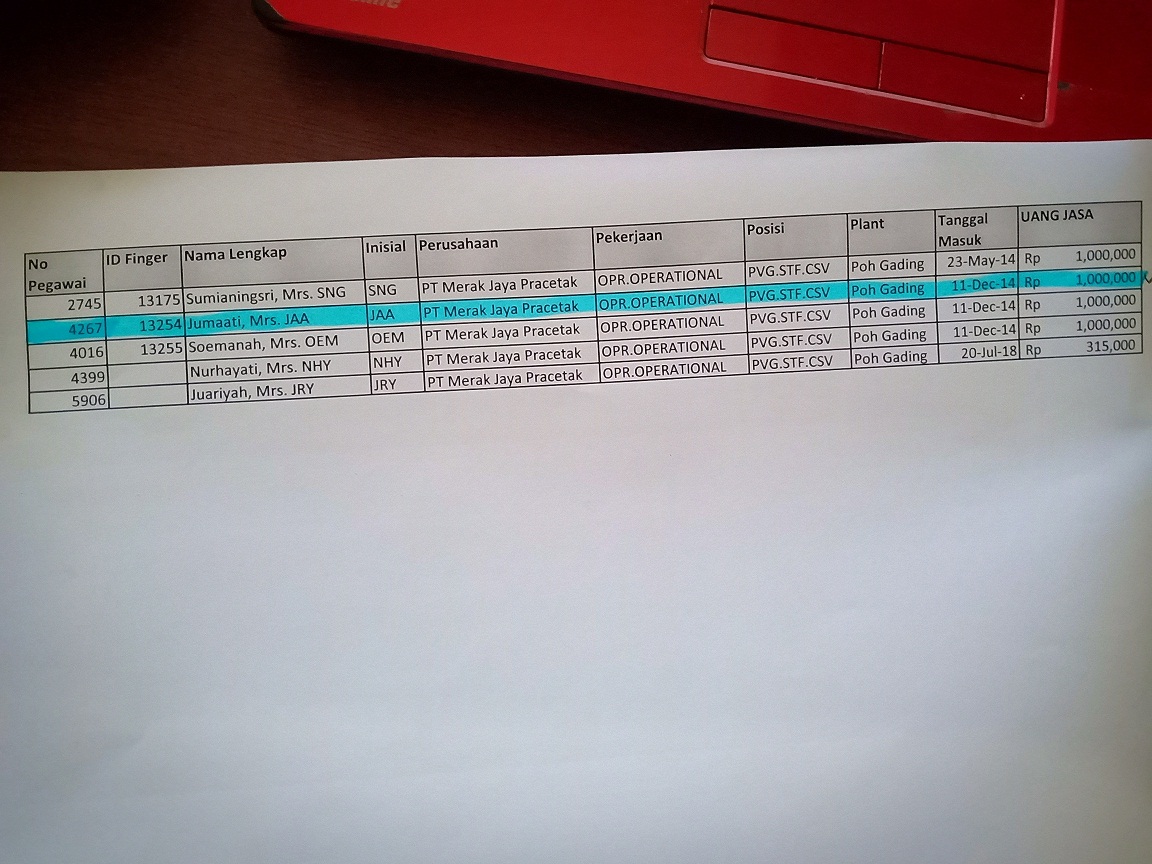 No Pegawai ID Finger Nama Lengkap Inisial Perusahaan Pekerjaan Posisi Plant Tanggal Masuk UANG JASA
2745 13175 Sumianingsri, Mrs. SNG SNG PT Merak Jaya Pracetak OPR.OPERATIONAL PVG.STF.CSV Poh Gading 23-May-14 Rp 1,000,000
4267 13254 Jumaati, Mrs. JAA JAA PT Merak Jaya Pracetak OPR.OPERATIONAL PVG.STF.CSV Poh Gading 11-Dec-14 Rp 1,000,000
4016 13255 Soemanah, Mrs. OEM OEM PT Merak Jaya Pracetak OPR.OPERATIONAL PVG.STF.CSV Poh Gading 11-Dec-14 Rp 1,000,000
4399 Nurhayati, Mrs. NHY NHY PT Merak Jaya Pracetak OPR.OPERATIONAL PVG.STF.CSV Poh Gading 11-Dec-14 Rp 1,000,000
5906 Juariyah, Mrs. JRY JRY PT Merak Jaya Pracetak OPR.OPERATIONAL PVG.STF.CSV Poh Gading 20-Jul-18 Rp 315,000